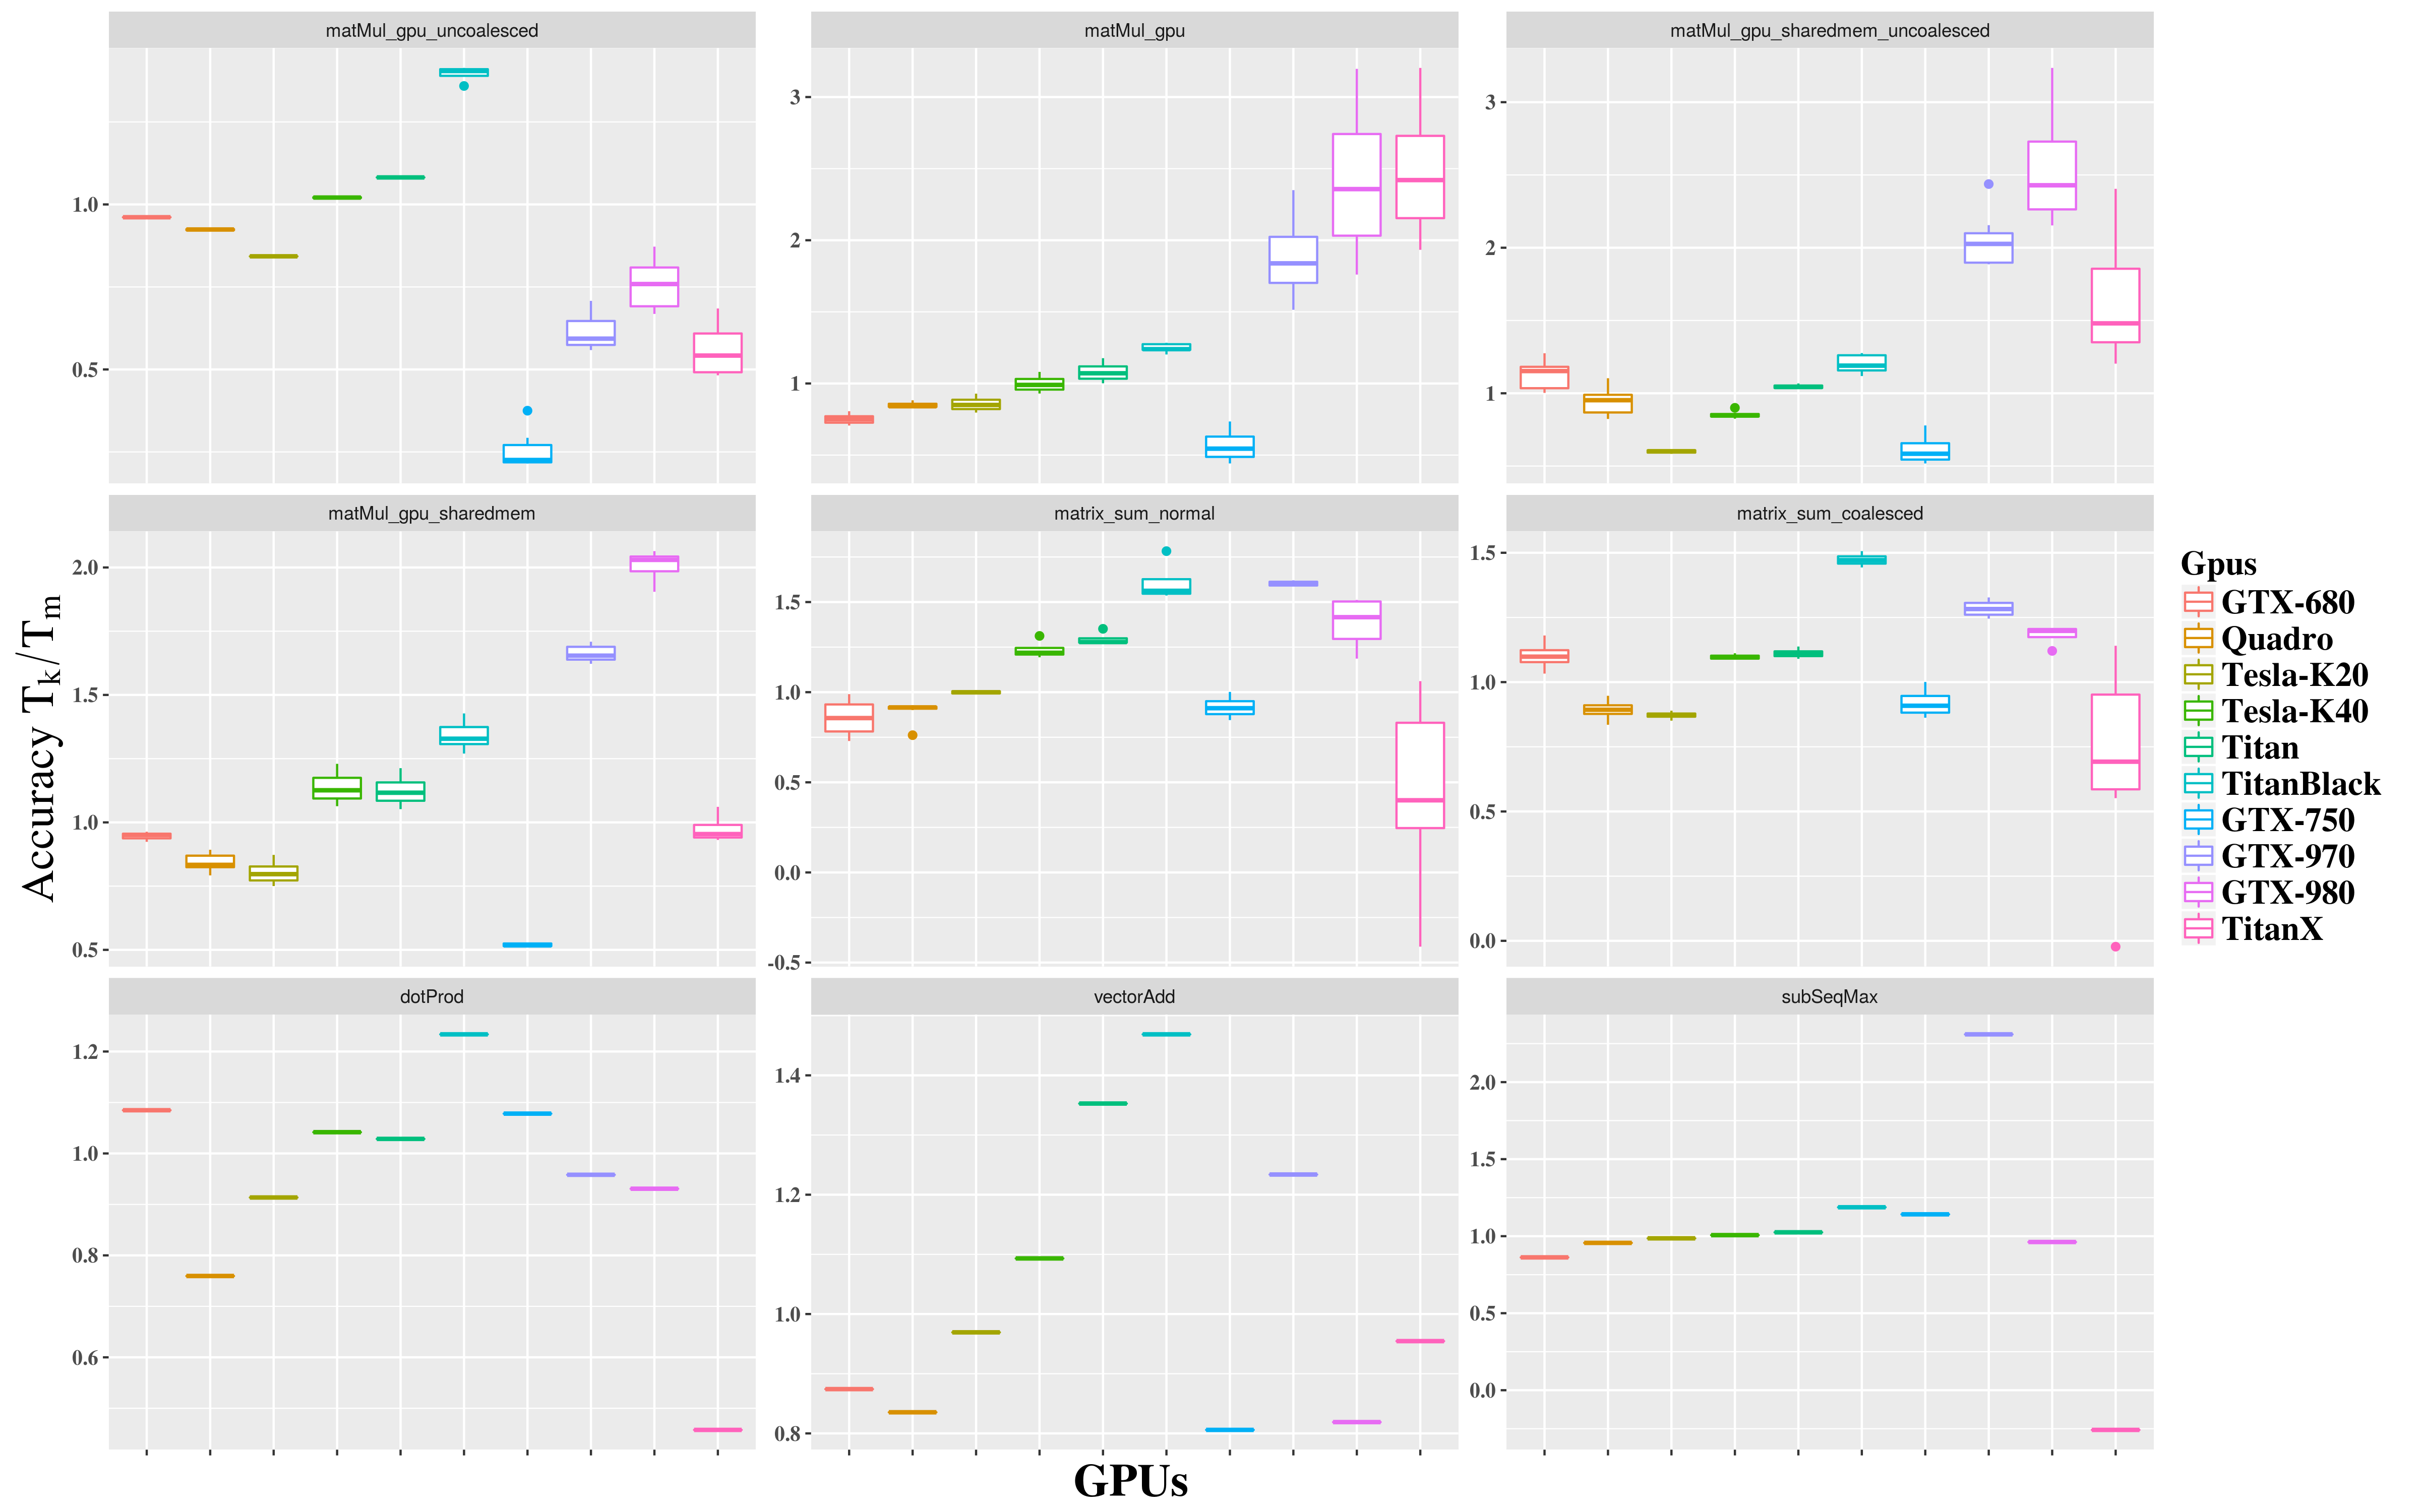 matMul_gpu_uncoalesced
matMul_gpu
matMul_gpu_sharedmem_uncoalesced
1.0
0.5
3
2
1
3
2
1
matMul_gpu_sharedmem
matrix_sum_normal
matrix_sum_coalesced
2.0
1.5
1.0
0.5
1.5
1.0
0.5
0.0
-0.5
1.5
1.0
0.5
0.0
dotProd
vectorAdd
subSeqMax
1.2
1.0
0.8
0.6
1.4
1.2
1.0
0.8
2.0
1.5
1.0
0.5
0.0
Accuracy Tk/Tm
GPUs
Gpus
GTX-680
Quadro
Tesla-K20
Tesla-K40
Titan
TitanBlack
GTX-750
GTX-970
GTX-980
TitanX